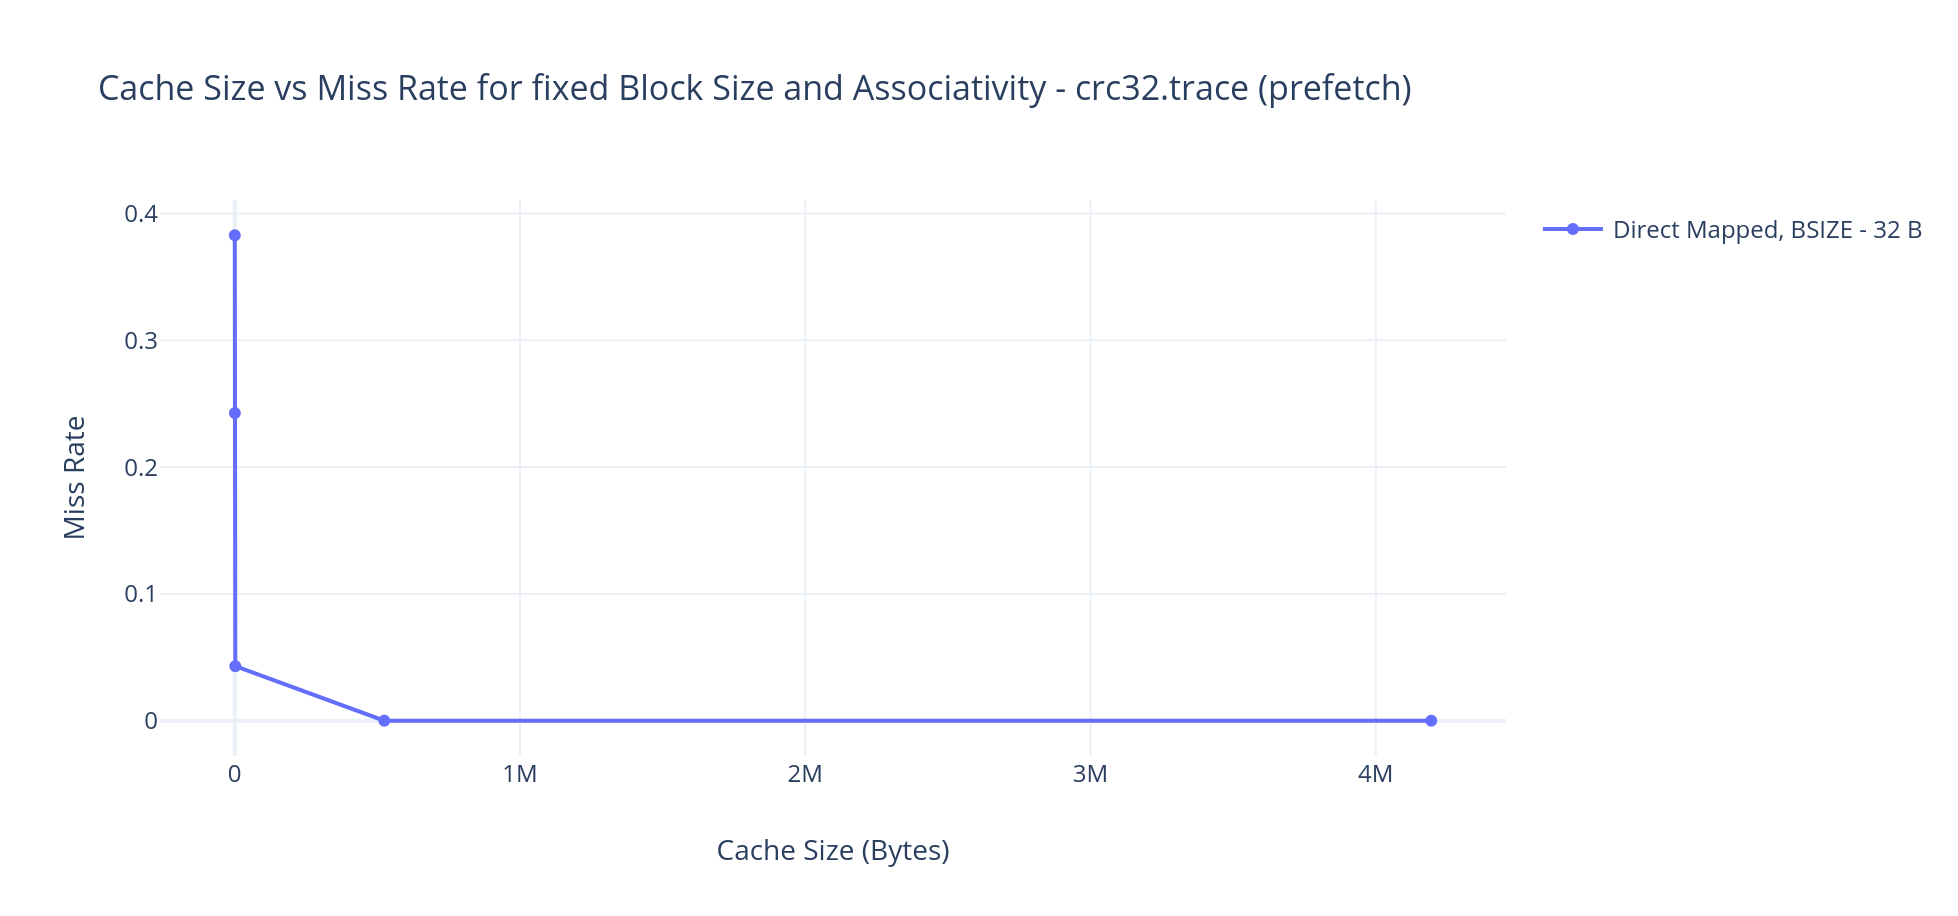 Cache Size vs Miss Rate for fixed Block Size and Associativity - crc32.trace (prefetch)
Direct Mapped, BSIZE - 32 B
Miss Rate
0.4
0.3
0.2
0.1
0
0
1M
2M
3M
4M
Cache Size (Bytes)